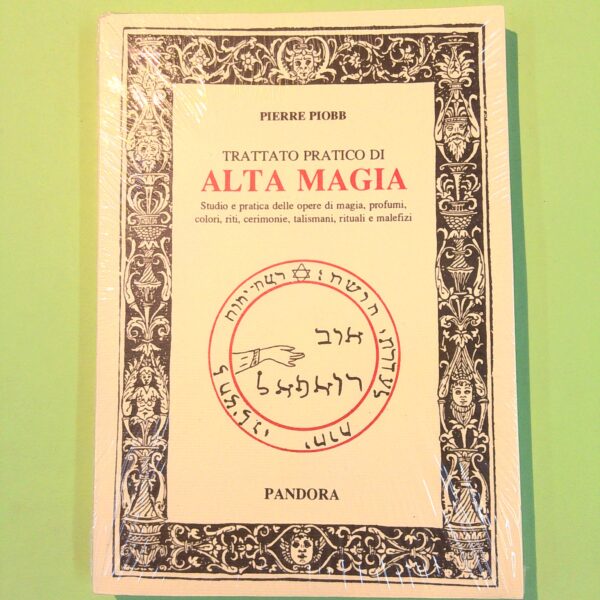 PIERRE PIOBB
TRATTATO PRATICO DI
ALTA MAGIA
Studio e pratica delle opere di magia, profumi,
colori, riti, cerimonie, talismani, rituali e malefizi
PANDORA